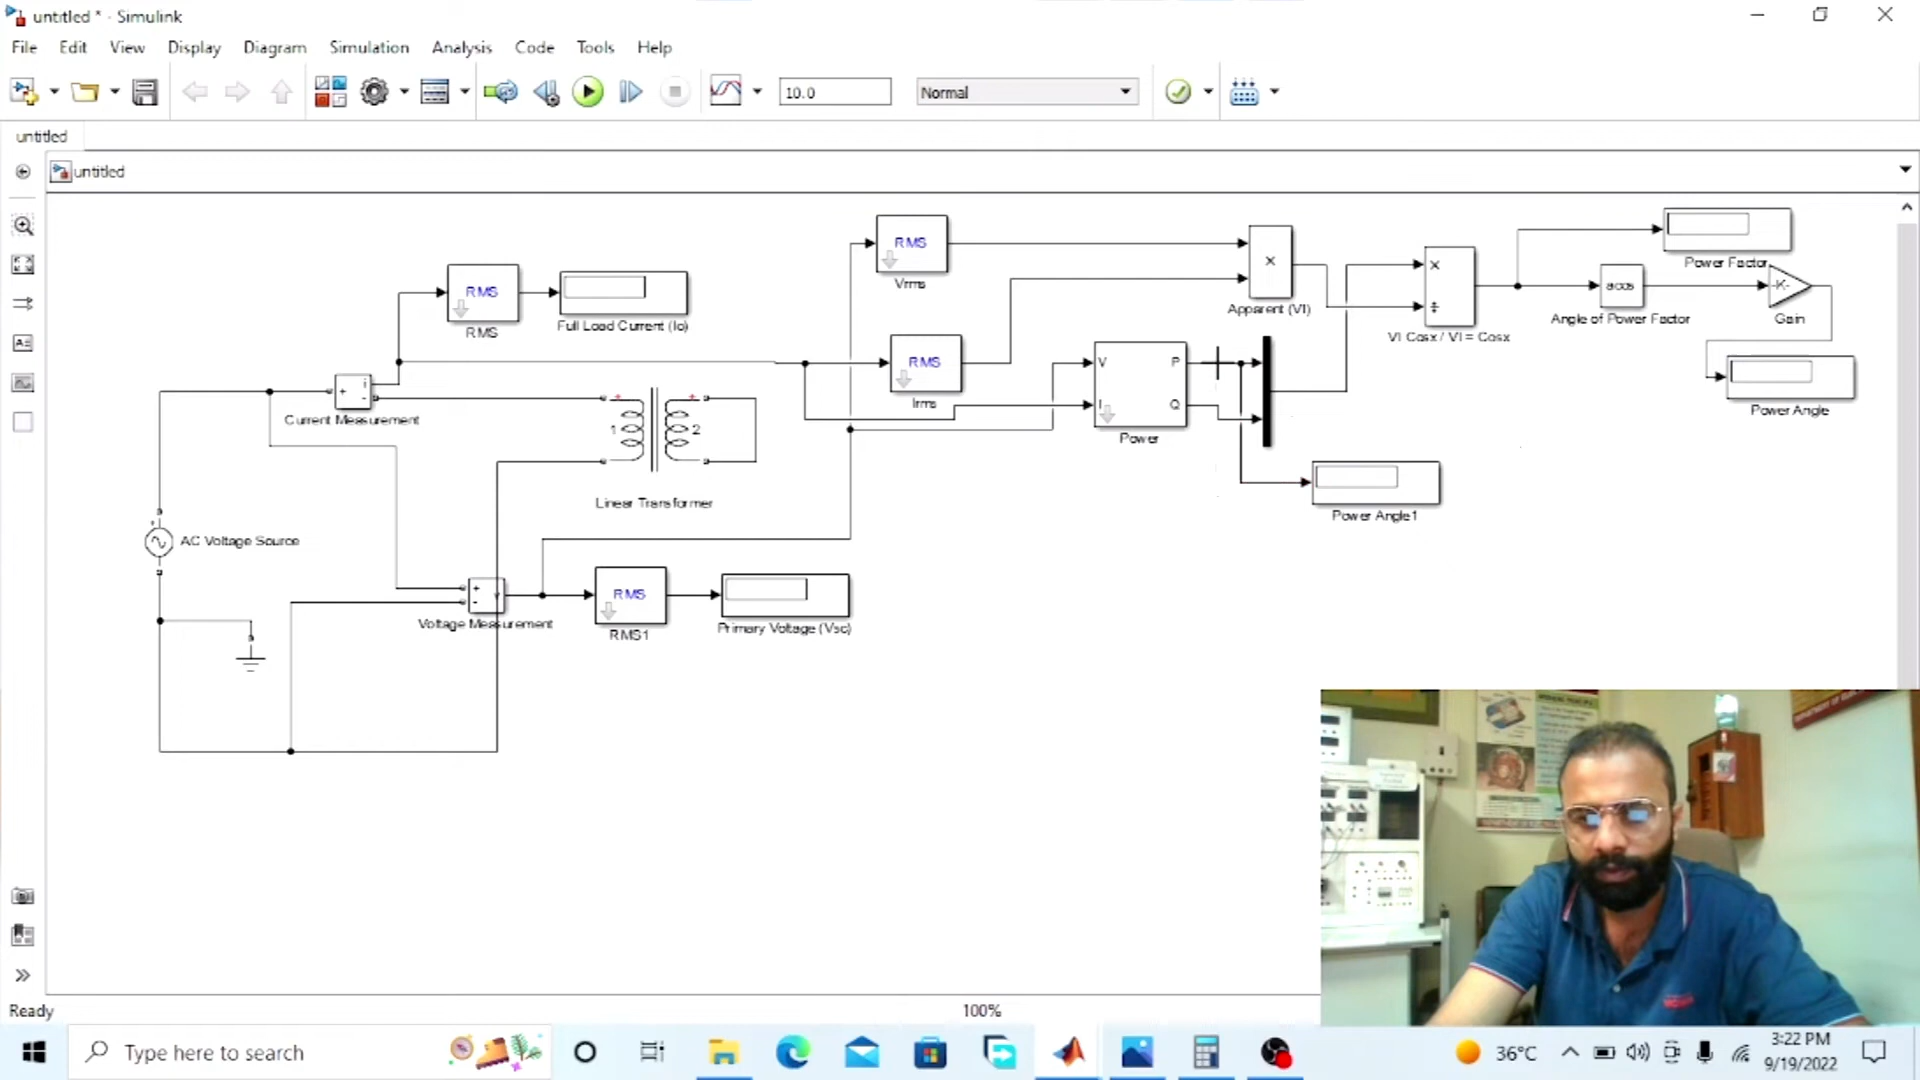 untitled * - Simulink
File Edit View Display Diagram Simulation Analysis Code Tools Help
10.0 Normal
untitled
untitled
RMS
RMS
Full Load Current (Io)
RMS
Vrms
RMS
Irms
×
Apparent (VI)
×
÷
VI Cosx / VI = Cosx
acos
Angle of Power Factor
Power Factor
-K-
Gain
Power Angle
+
-
i
Current Measurement
1
2
Linear Transformer
V
I
P
Q
Power
Power Angle1
AC Voltage Source
+
-
v
Voltage Measurement
RMS
RMS1
Primary Voltage (Vsc)
Ready
100%
Type here to search
36°C
3:22 PM
9/19/2022